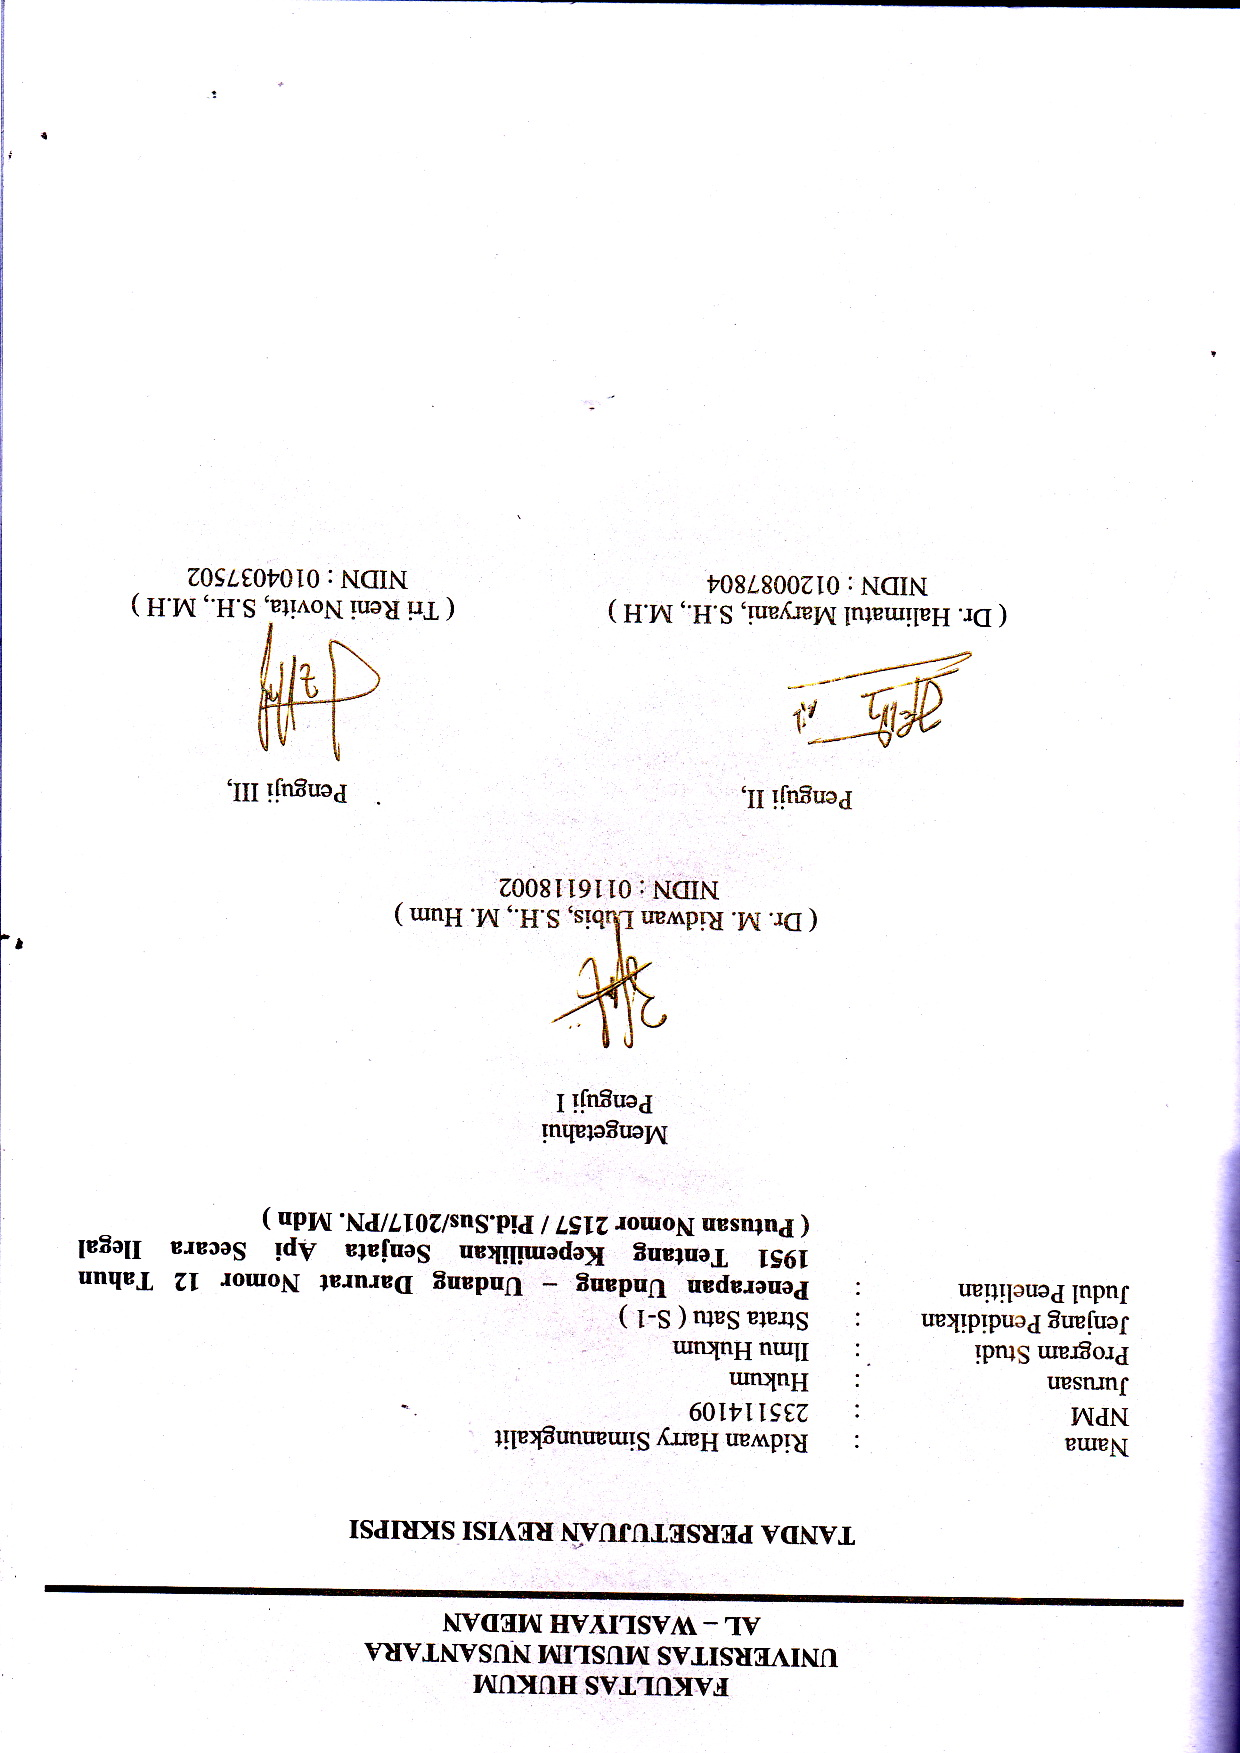 FAKULTAS HUKUM
UNIVERSITAS MUSLIM NUSANTARA
AL – WASLIYAH MEDAN
TANDA PERSETUJUAN REVISI SKRIPSI
Nama : Ridwan Harry Simanungkalit
NPM : 235114109
Jurusan : Hukum
Program Studi : Ilmu Hukum
Jenjang Pendidikan : Strata Satu ( S-1 )
Judul Penelitian : Penerapan Undang – Undang Darurat Nomor 12 Tahun
1951 Tentang Kepemilikan Senjata Api Secara Ilegal
( Putusan Nomor 2157 / Pid.Sus/2017/PN. Mdn )
Mengetahui
Penguji I
( Dr. M. Ridwan Lubis, S.H., M. Hum )
NIDN : 0116118002
Penguji II,
Penguji III,
( Dr. Halimatul Maryani, S.H., M.H )
( Tri Reni Novita, S.H., M.H )
NIDN : 0120087804
NIDN : 0104037502